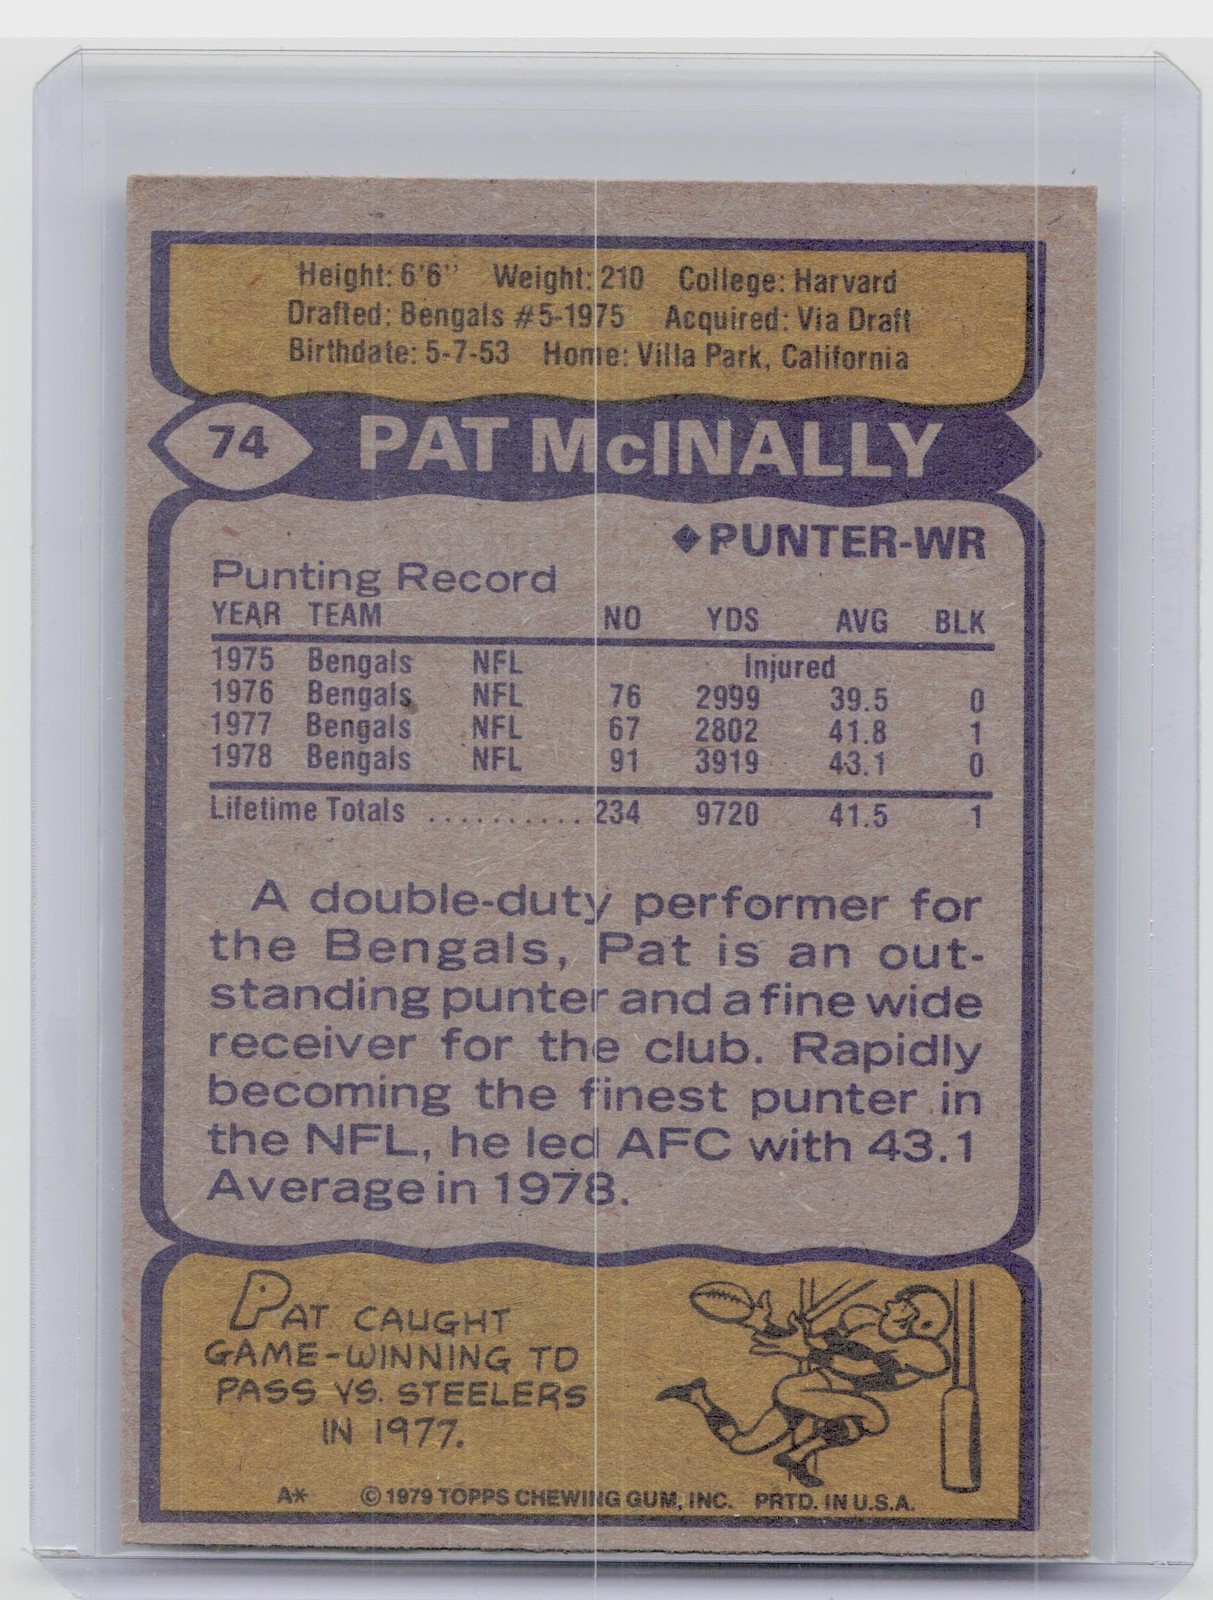 Height: 6'6" Weight: 210 College: Harvard
Drafted: Bengals #5-1975 Acquired: Via Draft
Birthdate: 5-7-53 Home: Villa Park, California
74 PAT McINALLY
◆PUNTER-WR
Punting Record
YEAR TEAM NO YDS AVG BLK
1975 Bengals NFL Injured
1976 Bengals NFL 76 2999 39.5 0
1977 Bengals NFL 67 2802 41.8 1
1978 Bengals NFL 91 3919 43.1 0
Lifetime Totals .......... 234 9720 41.5 1
A double-duty performer for
the Bengals, Pat is an out-
standing punter and a fine wide
receiver for the club. Rapidly
becoming the finest punter in
the NFL, he led AFC with 43.1
Average in 1978.
PAT CAUGHT
GAME-WINNING TD
PASS VS. STEELERS
IN 1977.
A* © 1979 TOPPS CHEWING GUM, INC. PRTD. IN U.S.A.